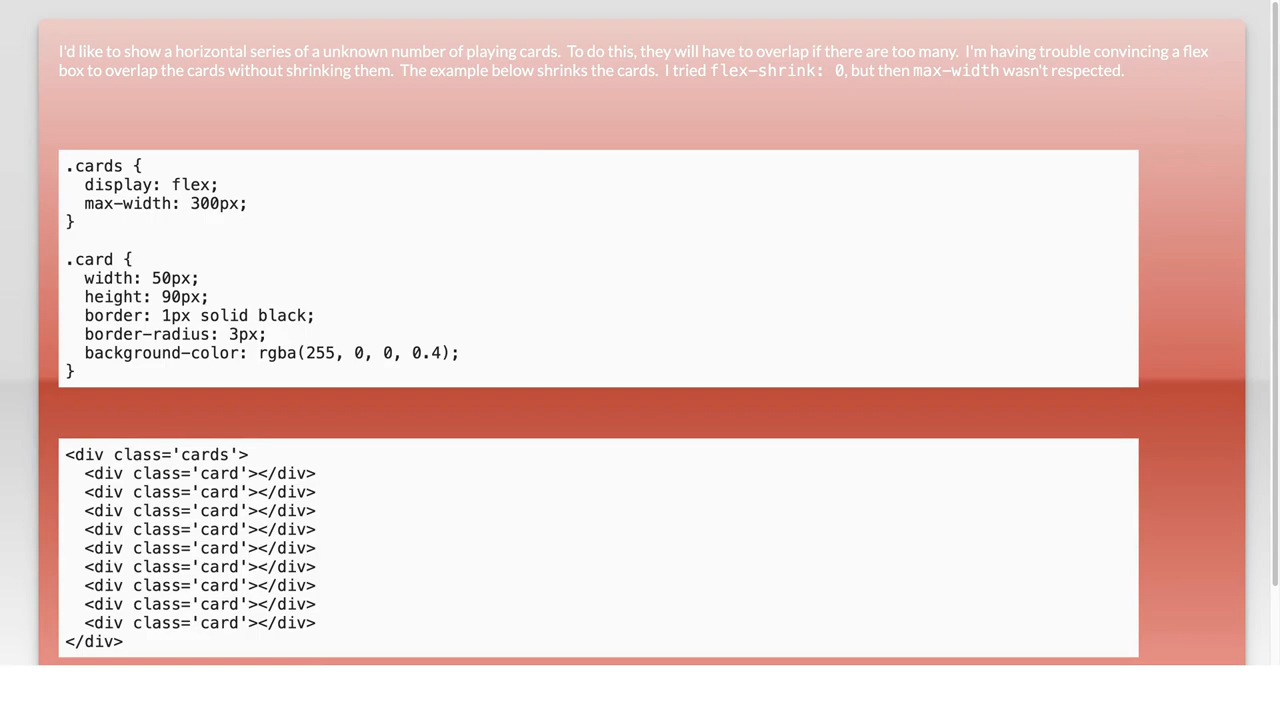 I'd like to show a horizontal series of a unknown number of playing cards.  To do this, they will have to overlap if there are too many.  I'm having trouble convincing a flex
box to overlap the cards without shrinking them.  The example below shrinks the cards.  I tried flex-shrink: 0, but then max-width wasn't respected.
.cards {
  display: flex;
  max-width: 300px;
}
.card {
  width: 50px;
  height: 90px;
  border: 1px solid black;
  border-radius: 3px;
  background-color: rgba(255, 0, 0, 0.4);
}
<div class='cards'>
  <div class='card'></div>
  <div class='card'></div>
  <div class='card'></div>
  <div class='card'></div>
  <div class='card'></div>
  <div class='card'></div>
  <div class='card'></div>
  <div class='card'></div>
  <div class='card'></div>
</div>